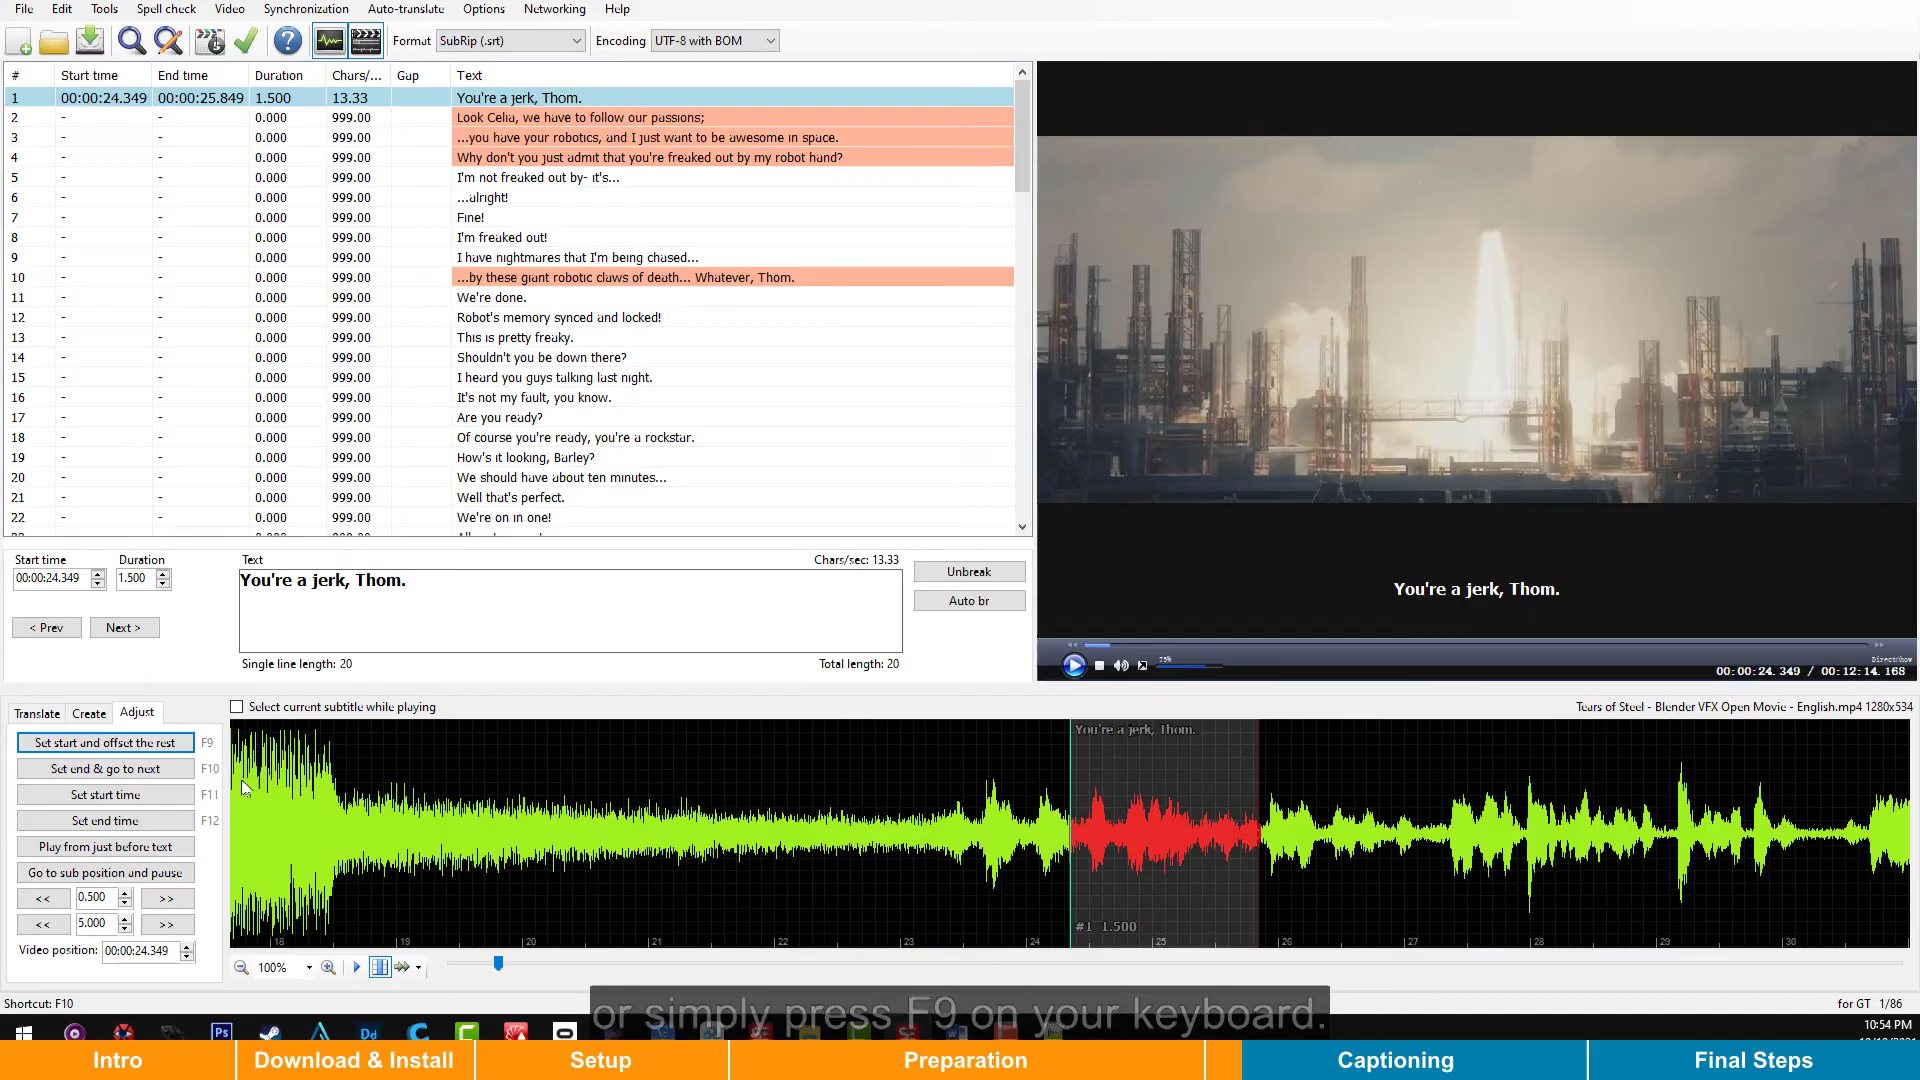 File Edit Tools Spell check Video Synchronization Auto-translate Options Networking Help
Format SubRip (.srt) Encoding UTF-8 with BOM
# Start time End time Duration Chars/... Gap Text
1 00:00:24.349 00:00:25.849 1.500 13.33 You're a jerk, Thom.
2 - - 0.000 999.00 Look Celia, we have to follow our passions;
3 - - 0.000 999.00 ...you have your robotics, and I just want to be awesome in space.
4 - - 0.000 999.00 Why don't you just admit that you're freaked out by my robot hand?
5 - - 0.000 999.00 I'm not freaked out by- it's...
6 - - 0.000 999.00 ...alright!
7 - - 0.000 999.00 Fine!
8 - - 0.000 999.00 I'm freaked out!
9 - - 0.000 999.00 I have nightmares that I'm being chased...
10 - - 0.000 999.00 ...by these giant robotic claws of death... Whatever, Thom.
11 - - 0.000 999.00 We're done.
12 - - 0.000 999.00 Robot's memory synced and locked!
13 - - 0.000 999.00 This is pretty freaky.
14 - - 0.000 999.00 Shouldn't you be down there?
15 - - 0.000 999.00 I heard you guys talking last night.
16 - - 0.000 999.00 It's not my fault, you know.
17 - - 0.000 999.00 Are you ready?
18 - - 0.000 999.00 Of course you're ready, you're a rockstar.
19 - - 0.000 999.00 How's it looking, Barley?
20 - - 0.000 999.00 We should have about ten minutes...
21 - - 0.000 999.00 Well that's perfect.
22 - - 0.000 999.00 We're on in one!
Start time Duration Text Chars/sec: 13.33
00:00:24.349 1.500 You're a jerk, Thom.
Unbreak
Auto br
< Prev Next >
Single line length: 20 Total length: 20
You're a jerk, Thom.
75%
DirectShow
00:00:24.349 / 00:12:14.168
Translate Create Adjust
Select current subtitle while playing
Tears of Steel - Blender VFX Open Movie - English.mp4 1280x534
Set start and offset the rest F9
Set end & go to next F10
Set start time F11
Set end time F12
Play from just before text
Go to sub position and pause
<< 0.500 >>
<< 5.000 >>
Video position: 00:00:24.349
You're a jerk, Thom.
#1 1.500
18 19 20 21 22 23 24 25 26 27 28 29 30
100%
Shortcut: F10
for GT 1/86
or simply press F9 on your keyboard.
Ps Dd
10:54 PM
Intro Download & Install Setup Preparation Captioning Final Steps